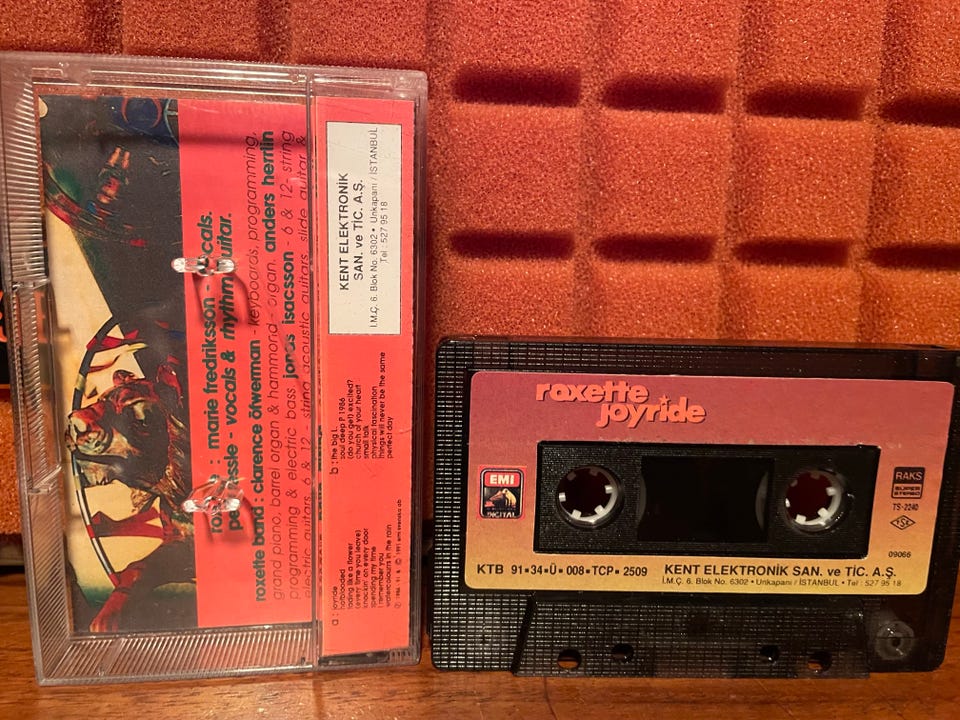 roxette : marie fredriksson - vocals.
per gessle - vocals & rhythm guitar.
roxette band : clarence öfwerman - keyboards, programming,
grand piano, barrel organ & hammond - organ. anders herrlin
programming & electric bass jonas isacsson - 6 & 12 - string
electric guitars, 6 & 12 - string acoustic guitars, slide guitar &
a :
joyride
hotblooded
fading like a flower
(every time you leave)
knockin' on every door
spending my time
i remember you
watercolours in the rain
b :
the big l.
soul deep P 1986
(do you get) excited?
church of your heart
small talk
physical fascination
things will never be the same
perfect day
KENT ELEKTRONİK
SAN. ve TİC. A.Ş.
İ.M.Ç. 6. Blok No. 6302 • Unkapanı / İSTANBUL
Tel : 527 95 18
roxette
joyride
EMI
DIGITAL
RAKS
SUPER
STEREO
TS-2240
TSE
09066
KTB 91▪34▪Ü▪008▪TCP▪2509
KENT ELEKTRONİK SAN. ve TİC. A.Ş.
İ.M.Ç. 6. Blok No. 6302 • Unkapanı / İSTANBUL • Tel : 527 95 18